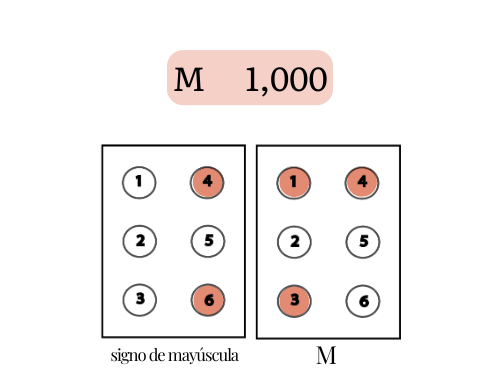 M 1,000
1 4 1 4
2 5 2 5
3 6 3 6
signo de mayúscula M